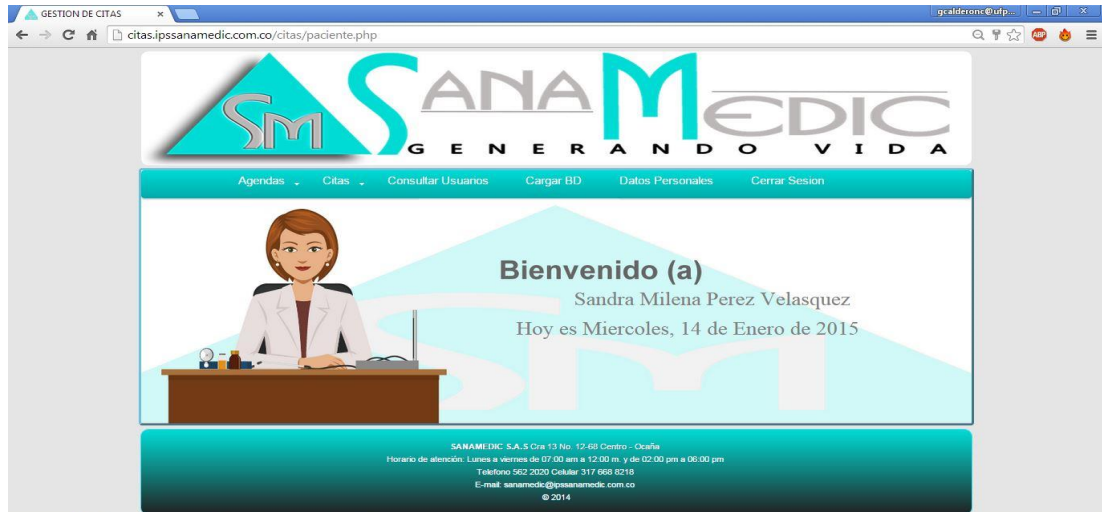 GESTION DE CITAS
gcalderonc@ufp...
citas.ipssanamedic.com.co/citas/paciente.php
ABP
SM SANAMEDIC
GENERANDO VIDA
Agendas Citas Consultar Usuarios Cargar BD Datos Personales Cerrar Sesion
Bienvenido (a)
Sandra Milena Perez Velasquez
Hoy es Miercoles, 14 de Enero de 2015
SM
SANAMEDIC S.A.S Cra 13 No. 12-68 Centro - Ocaña
Horario de atención: Lunes a viernes de 07:00 am a 12:00 m. y de 02:00 pm a 06:00 pm
Telefono 562 2020 Celular 317 668 8218
E-mail: sanamedic@ipssanamedic.com.co
© 2014